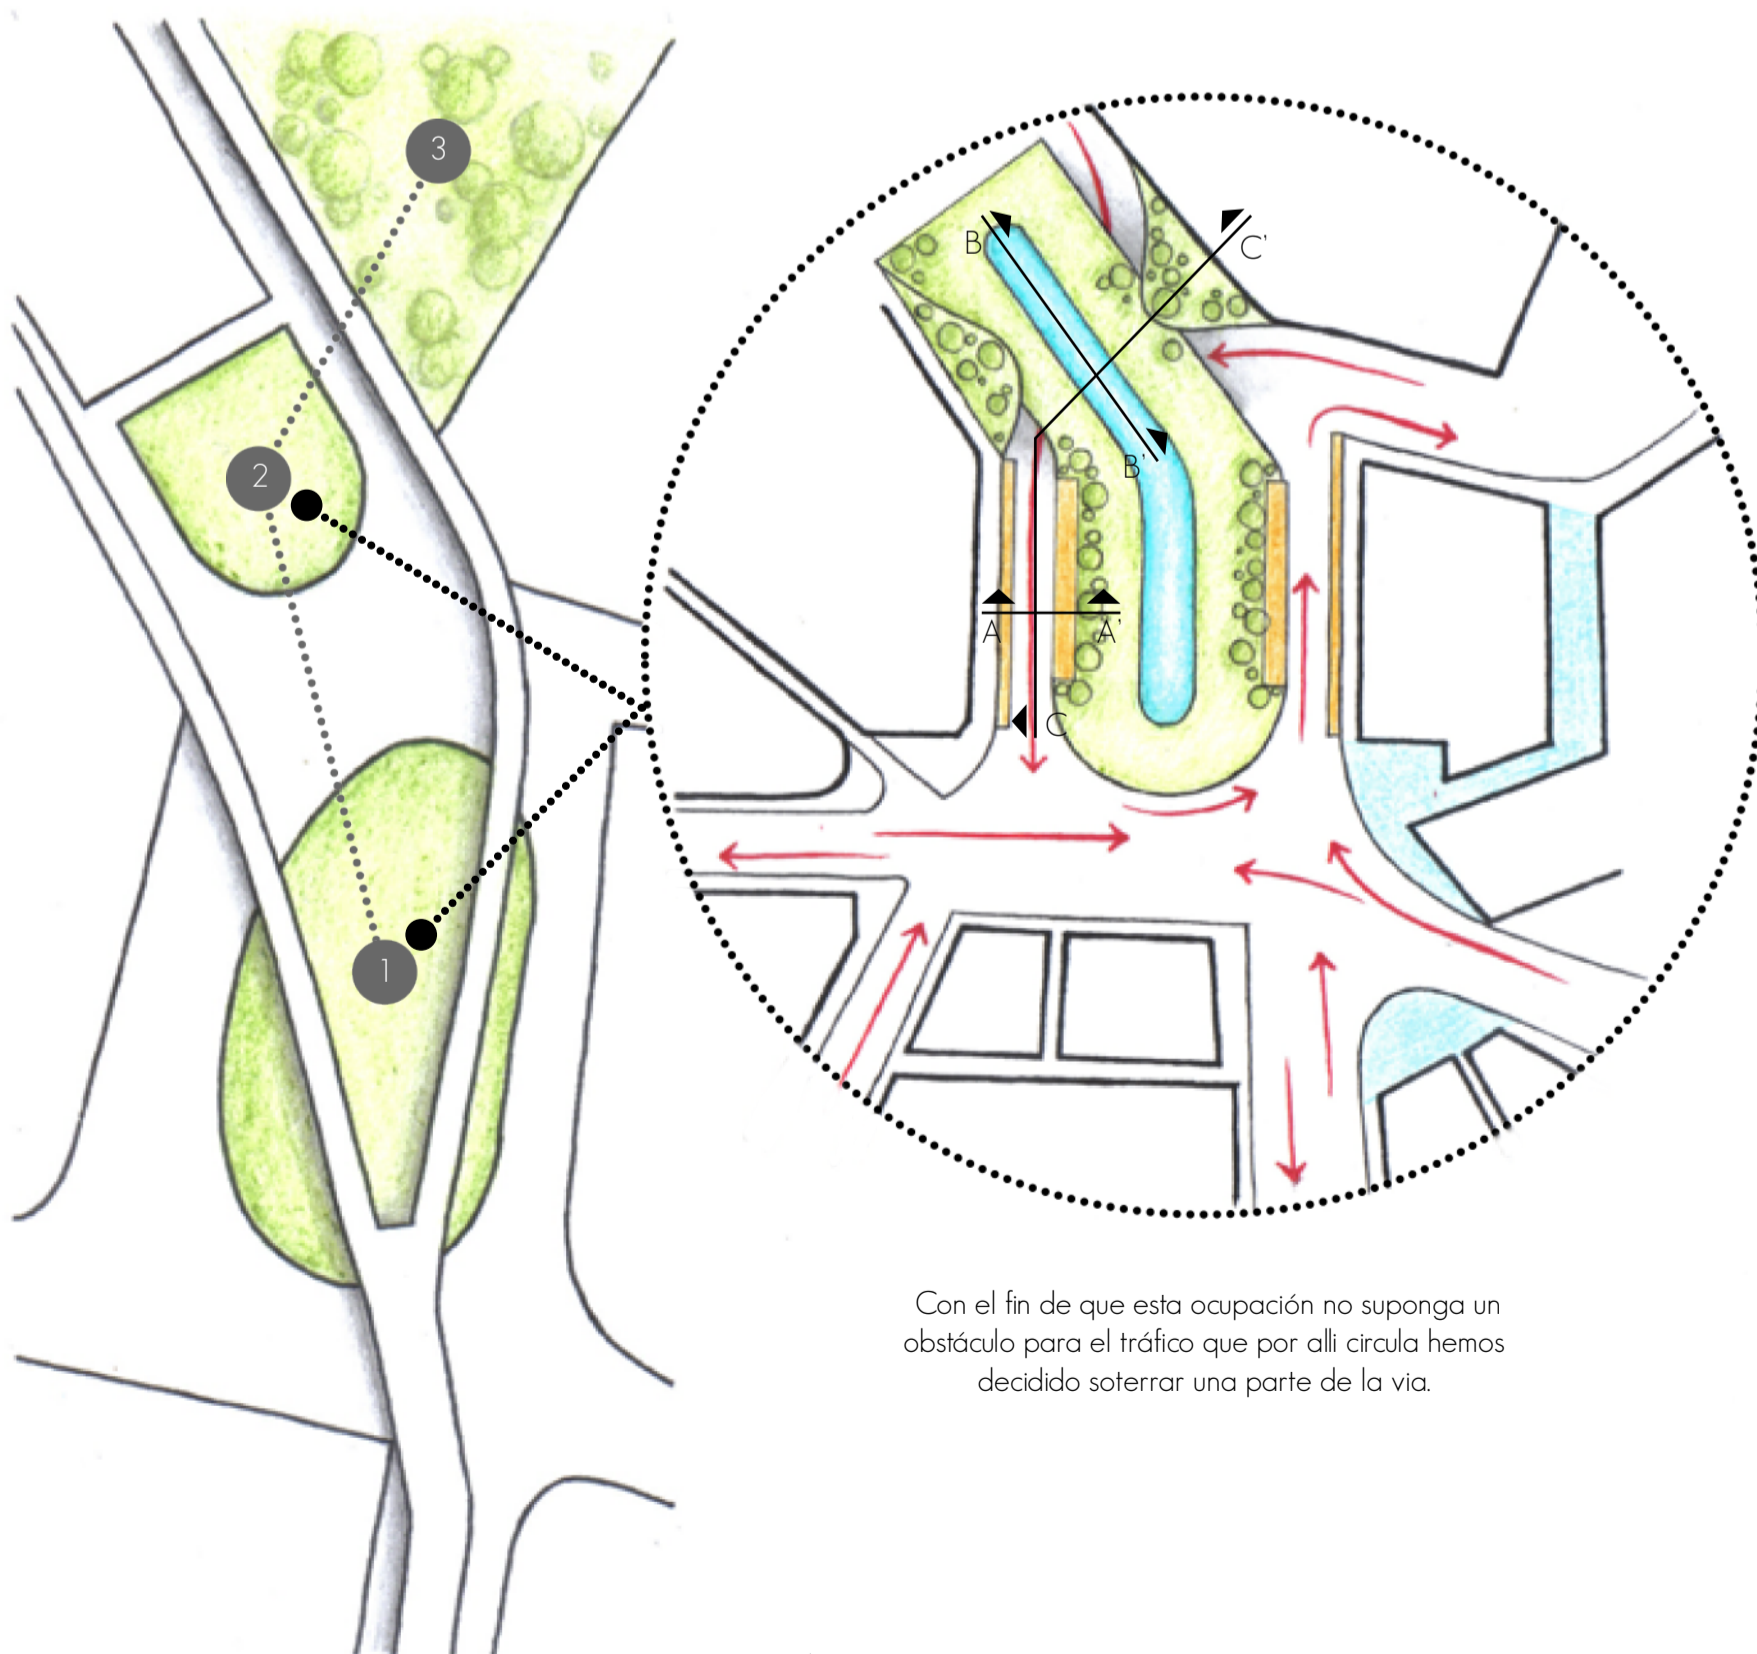 3
2
1
B
C'
B'
A
A'
C
Con el fin de que esta ocupación no suponga un
obstáculo para el tráfico que por alli circula hemos
decidido soterrar una parte de la via.